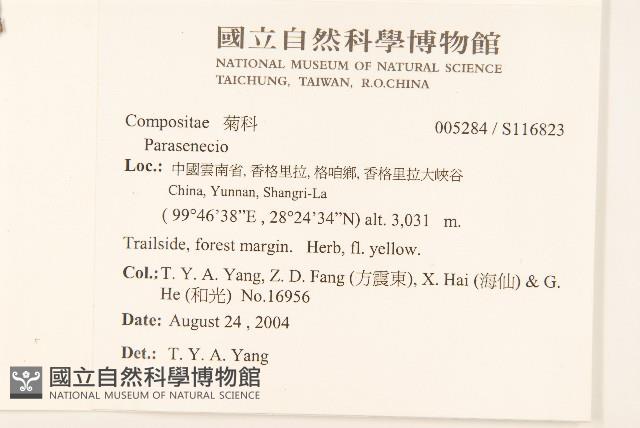 國立自然科學博物館
NATIONAL MUSEUM OF NATURAL SCIENCE
TAICHUNG, TAIWAN, R.O.CHINA
Compositae 菊科 005284 / S116823
Parasenecio
Loc.: 中國雲南省, 香格里拉, 格咱鄉, 香格里拉大峽谷
China, Yunnan, Shangri-La
( 99°46'38”E , 28°24'34”N) alt. 3,031 m.
Trailside, forest margin. Herb, fl. yellow.
Col.: T. Y. A. Yang, Z. D. Fang (方震東), X. Hai (海仙) & G.
He (和光) No.16956
Date: August 24 , 2004
Det.: T. Y. A. Yang
國立自然科學博物館
NATIONAL MUSEUM OF NATURAL SCIENCE